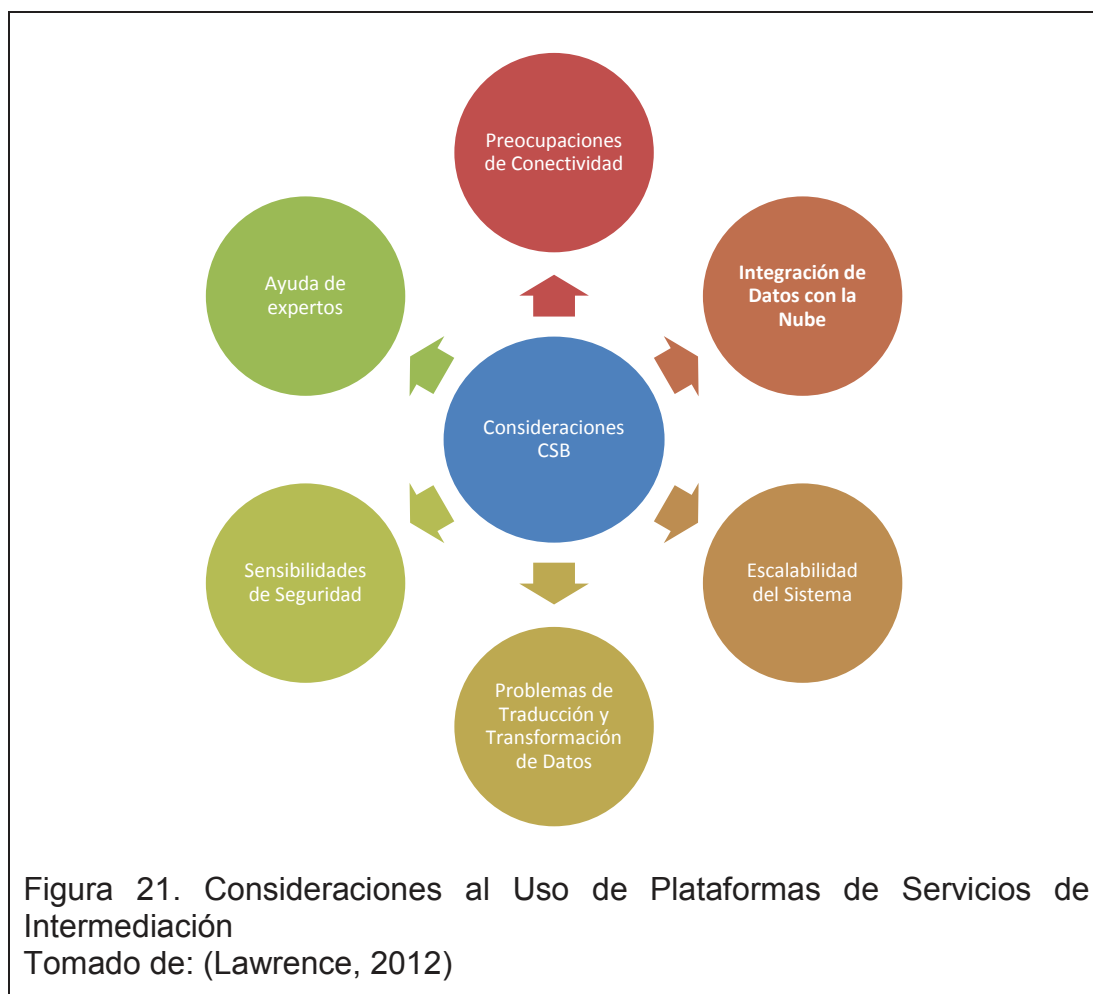 Preocupaciones
de Conectividad
Integración de
Datos con la
Nube
Escalabilidad
del Sistema
Problemas de
Traducción y
Transformación
de Datos
Sensibilidades
de Seguridad
Ayuda de
expertos
Consideraciones
CSB
Figura 21. Consideraciones al Uso de Plataformas de Servicios de
Intermediación
Tomado de: (Lawrence, 2012)